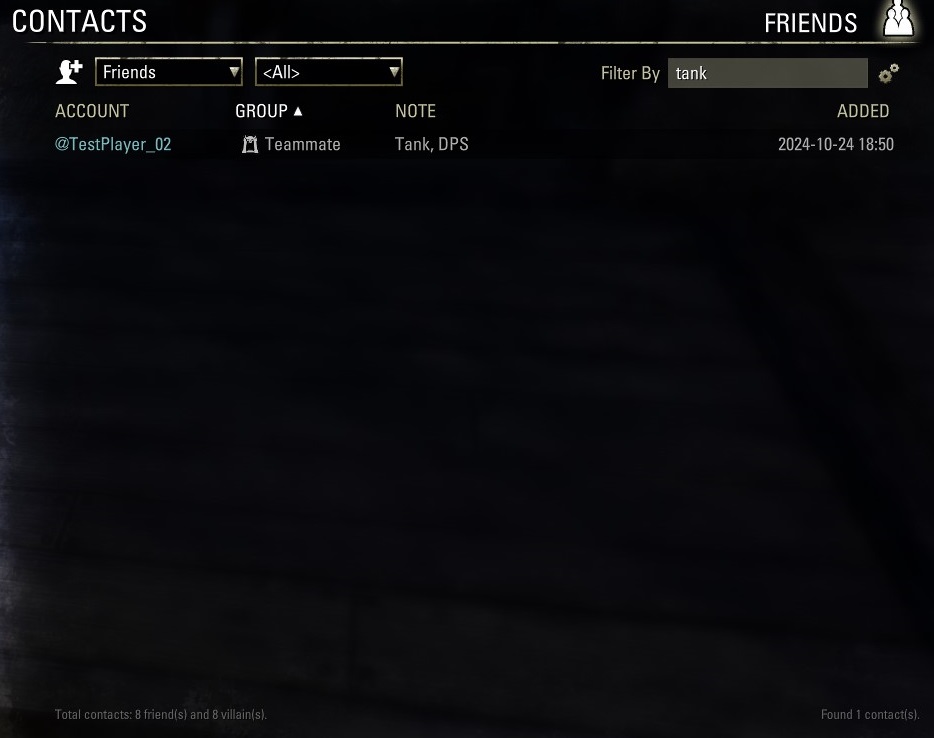 CONTACTS FRIENDS
Friends <All> Filter By tank
ACCOUNT GROUP NOTE ADDED
@TestPlayer_02 Teammate Tank, DPS 2024-10-24 18:50
Total contacts: 8 friend(s) and 8 villain(s). Found 1 contact(s).